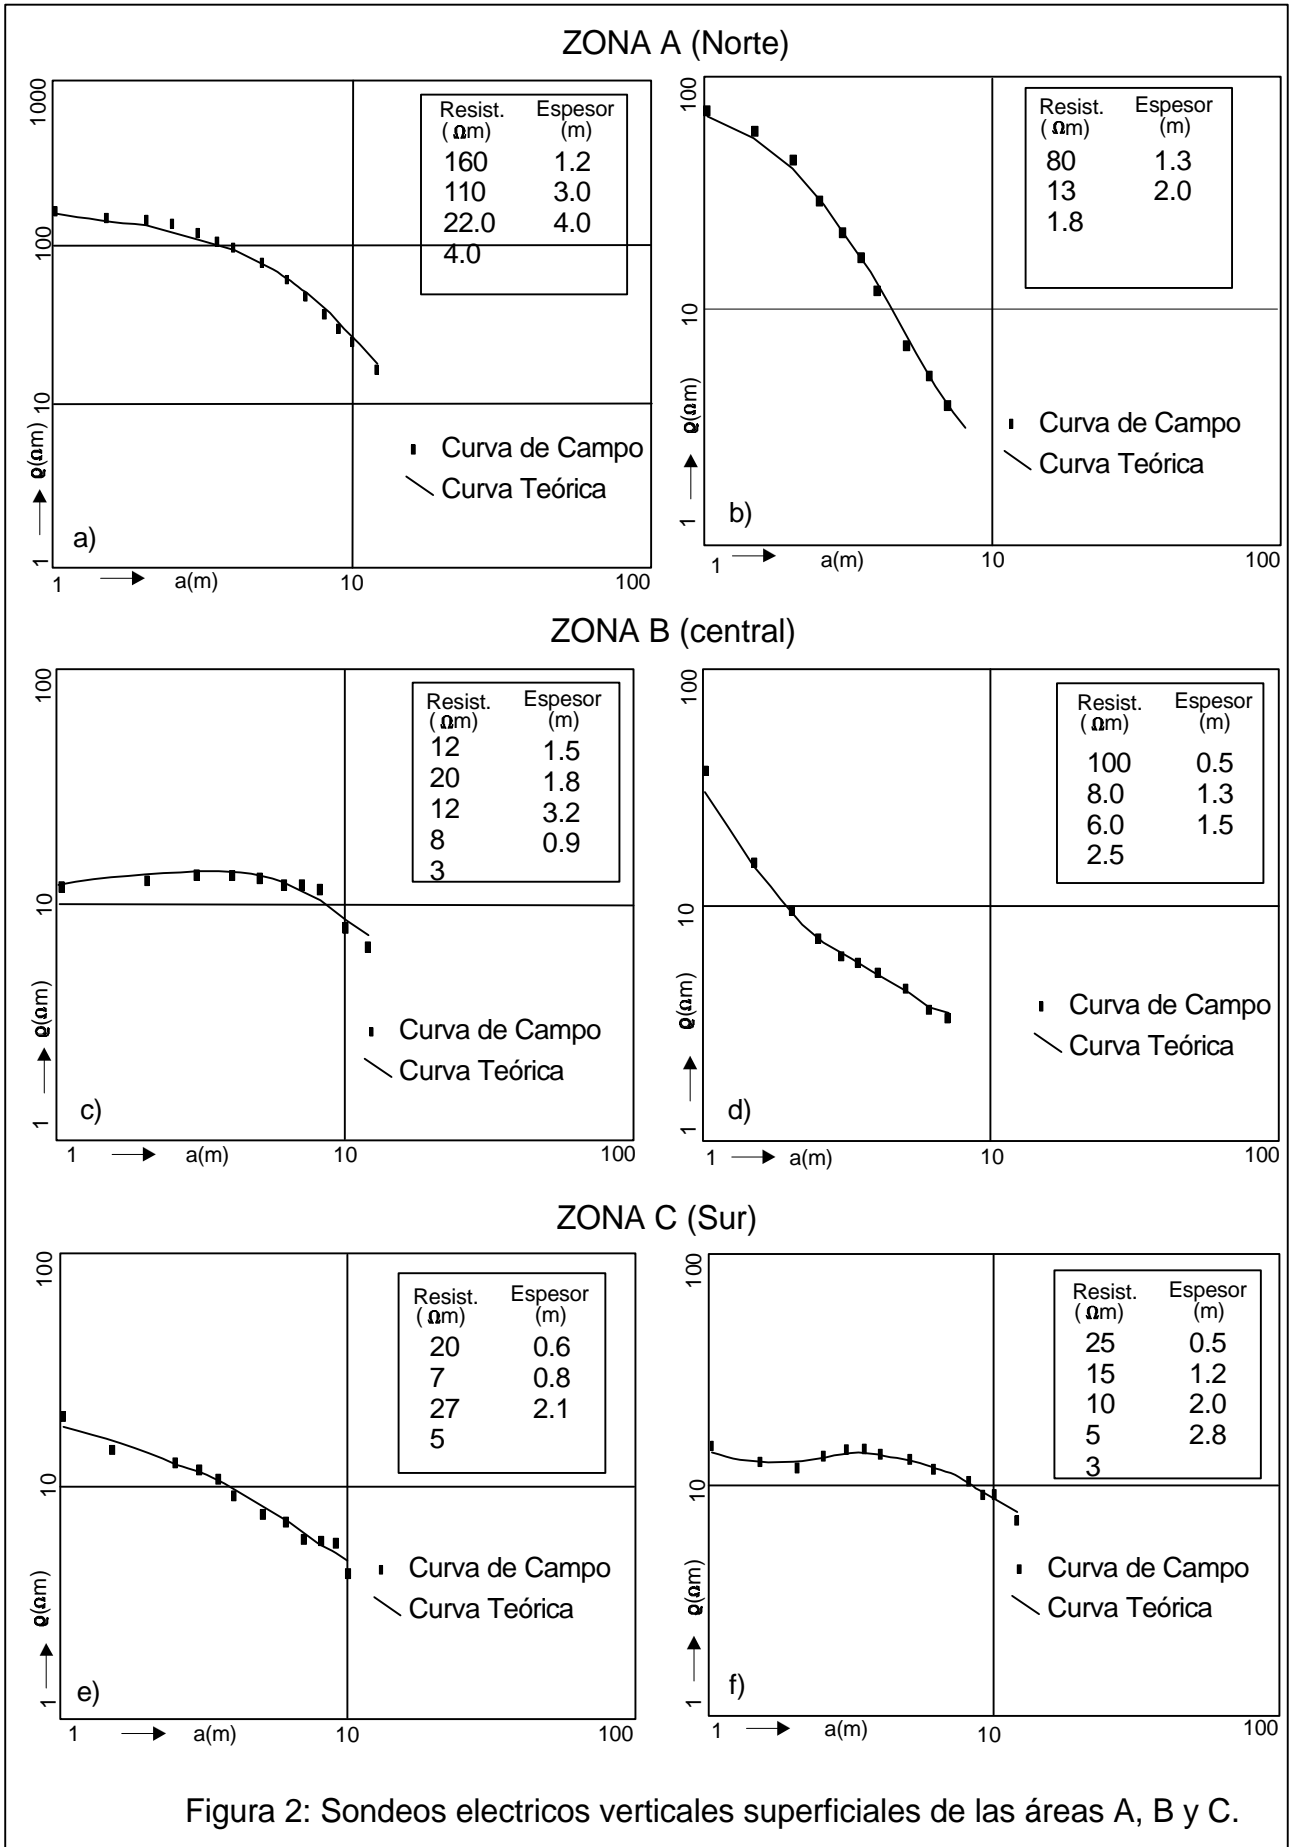 ZONA A (Norte)
1000
100
10
1
ϱ(Ωm)
Resist. Espesor
(Ωm) (m)
160 1.2
110 3.0
22.0 4.0
4.0
Curva de Campo
Curva Teórica
a)
1 a(m) 10 100
100
10
1
ϱ(Ωm)
Resist. Espesor
(Ωm) (m)
80 1.3
13 2.0
1.8
Curva de Campo
Curva Teórica
b)
1 a(m) 10 100
ZONA B (central)
100
10
1
ϱ(Ωm)
Resist. Espesor
(Ωm) (m)
12 1.5
20 1.8
12 3.2
8 0.9
3
Curva de Campo
Curva Teórica
c)
1 a(m) 10 100
100
10
1
ϱ(Ωm)
Resist. Espesor
(Ωm) (m)
100 0.5
8.0 1.3
6.0 1.5
2.5
Curva de Campo
Curva Teórica
d)
1 a(m) 10 100
ZONA C (Sur)
100
10
1
ϱ(Ωm)
Resist. Espesor
(Ωm) (m)
20 0.6
7 0.8
27 2.1
5
Curva de Campo
Curva Teórica
e)
1 a(m) 10 100
100
10
1
ϱ(Ωm)
Resist. Espesor
(Ωm) (m)
25 0.5
15 1.2
10 2.0
5 2.8
3
Curva de Campo
Curva Teórica
f)
1 a(m) 10 100
Figura 2: Sondeos electricos verticales superficiales de las áreas A, B y C.